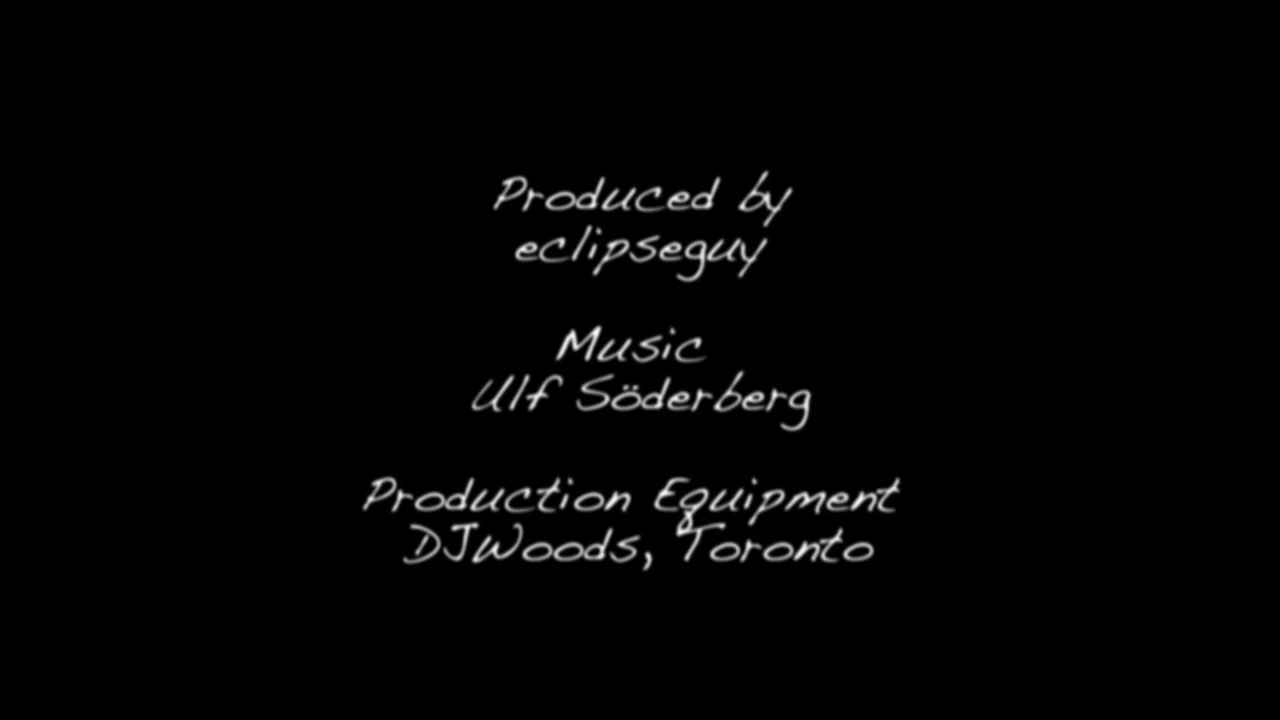 Produced by
eclipseguy
Music
Ulf Söderberg
Production Equipment
DJWoods, Toronto